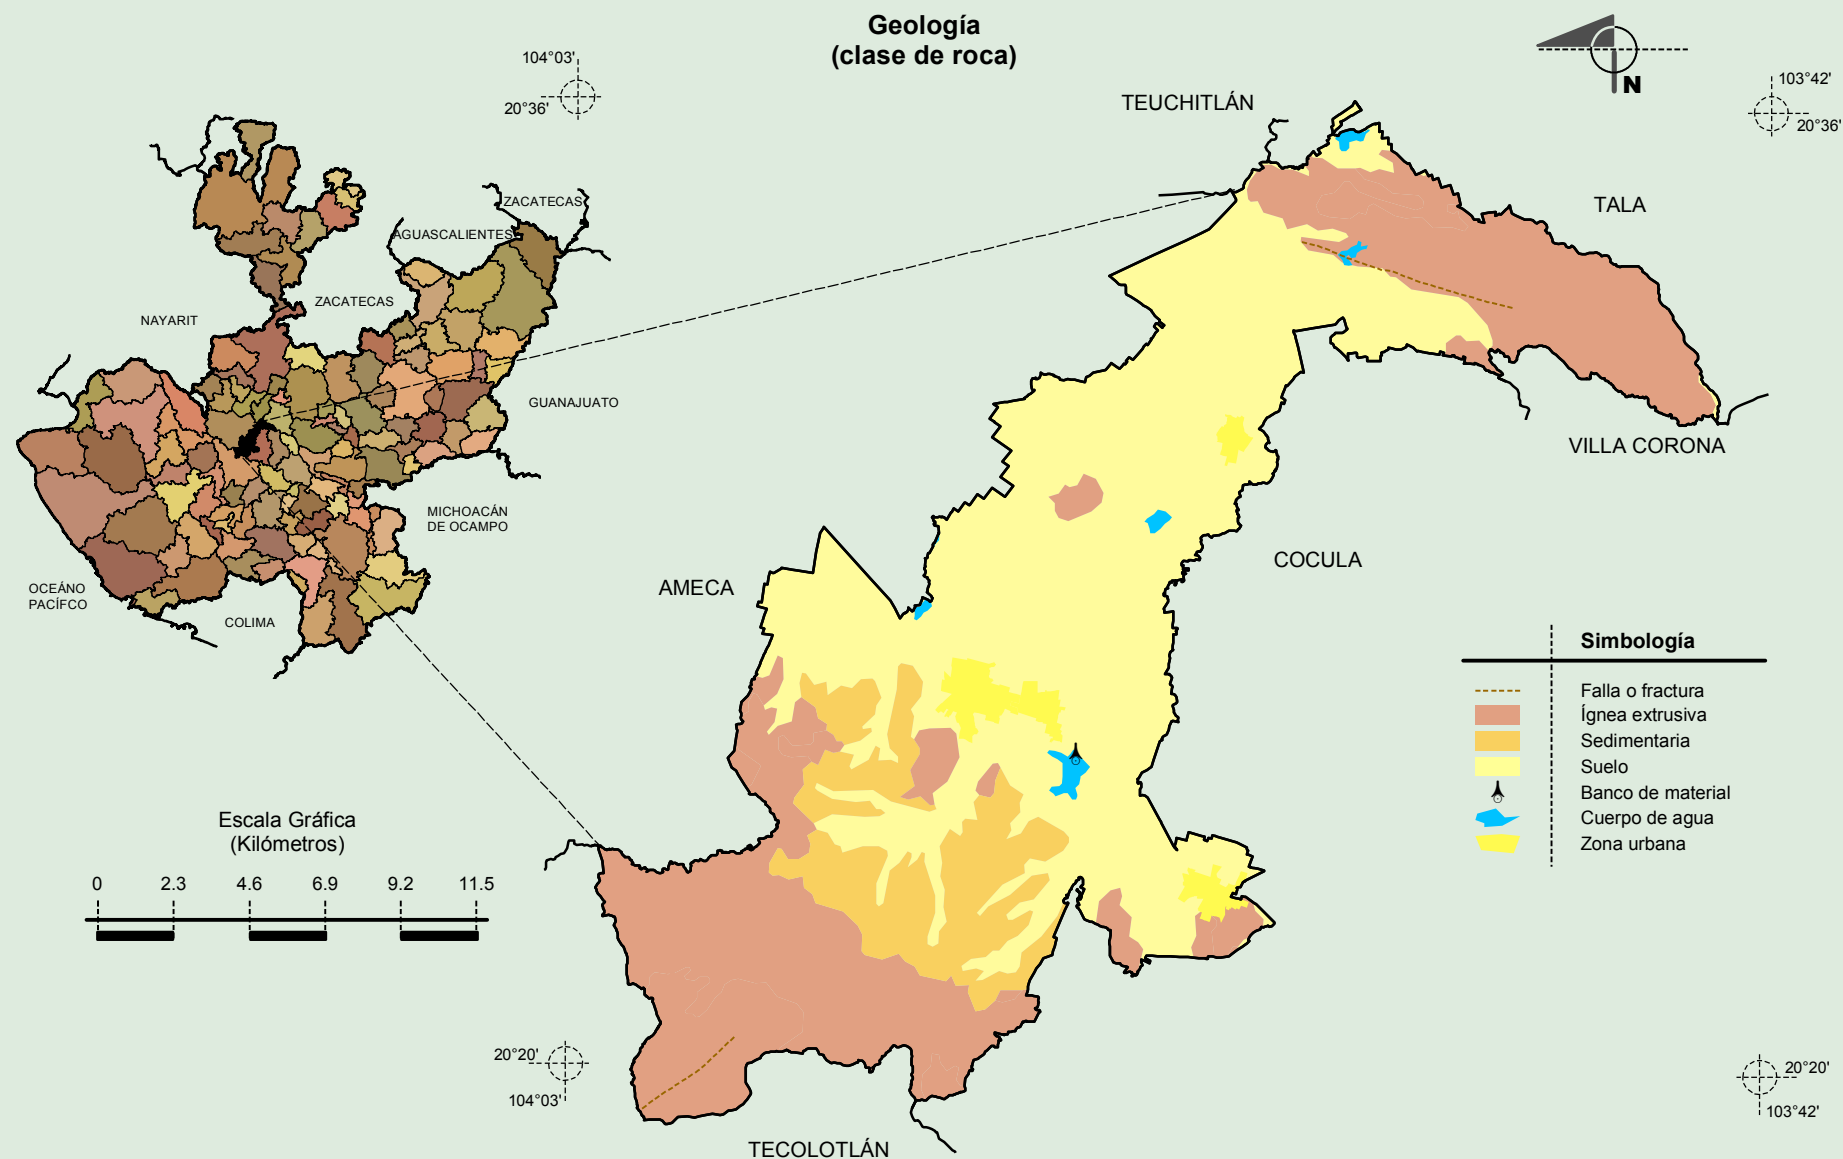 Geología
(clase de roca)
N
104°03'
20°36'
103°42'
20°36'
TEUCHITLÁN
TALA
ZACATECAS
AGUASCALIENTES
ZACATECAS
NAYARIT
GUANAJUATO
VILLA CORONA
MICHOACÁN
DE OCAMPO
COCULA
AMECA
OCEÁNO
PACÍFCO
COLIMA
Simbología
Falla o fractura
Ígnea extrusiva
Sedimentaria
Suelo
Banco de material
Cuerpo de agua
Zona urbana
Escala Gráfica
(Kilómetros)
0 2.3 4.6 6.9 9.2 11.5
20°20'
104°03'
20°20'
103°42'
TECOLOTLÁN